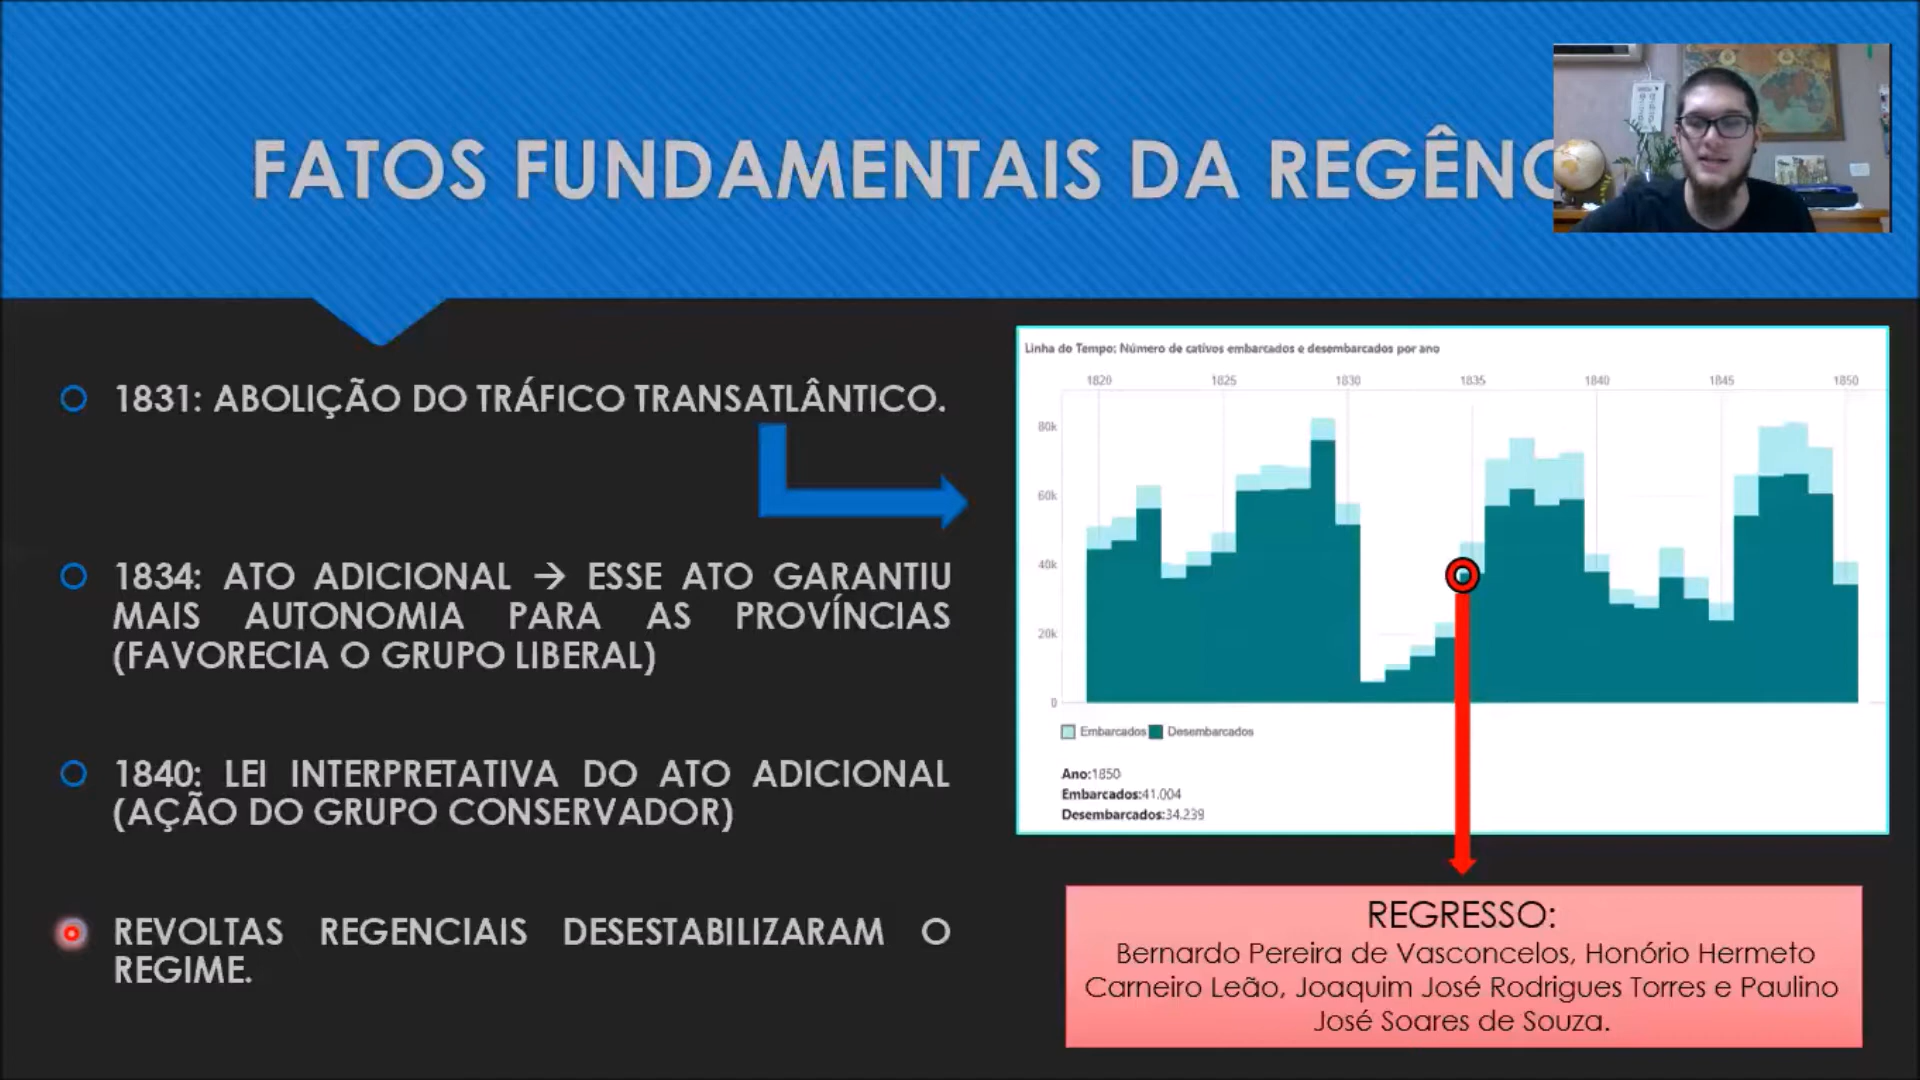 FATOS FUNDAMENTAIS DA REGÊNC
1831: ABOLIÇÃO DO TRÁFICO TRANSATLÂNTICO.
1834: ATO ADICIONAL → ESSE ATO GARANTIU
MAIS AUTONOMIA PARA AS PROVÍNCIAS
(FAVORECIA O GRUPO LIBERAL)
1840: LEI INTERPRETATIVA DO ATO ADICIONAL
(AÇÃO DO GRUPO CONSERVADOR)
REVOLTAS REGENCIAIS DESESTABILIZARAM O
REGIME.
Linha do Tempo: Número de cativos embarcados e desembarcados por ano
1820 1825 1830 1835 1840 1845 1850
80k
60k
40k
20k
0
Embarcados Desembarcados
Ano:1850
Embarcados:41.004
Desembarcados:34.239
REGRESSO:
Bernardo Pereira de Vasconcelos, Honório Hermeto
Carneiro Leão, Joaquim José Rodrigues Torres e Paulino
José Soares de Souza.